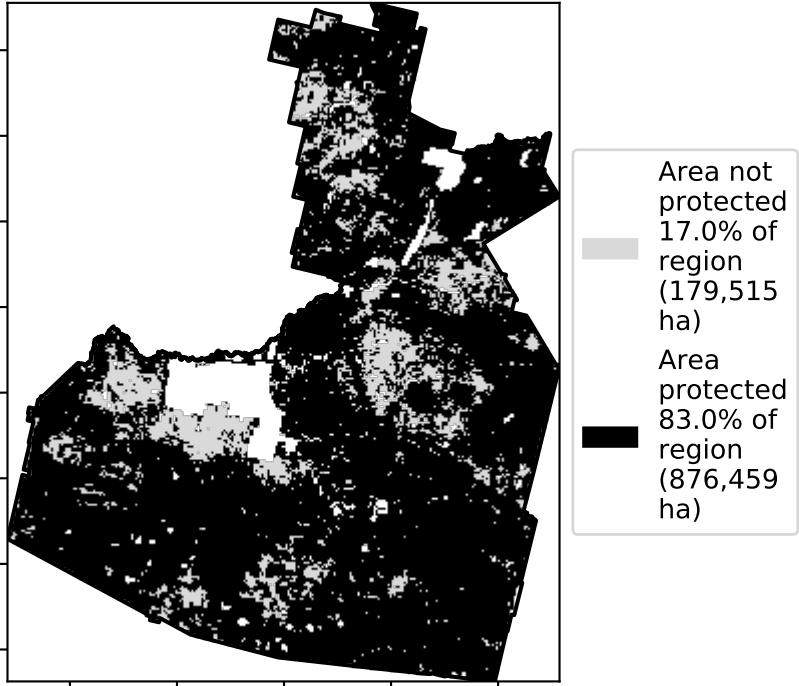 Area not
protected
17.0% of
region
(179,515
ha)
Area
protected
83.0% of
region
(876,459
ha)